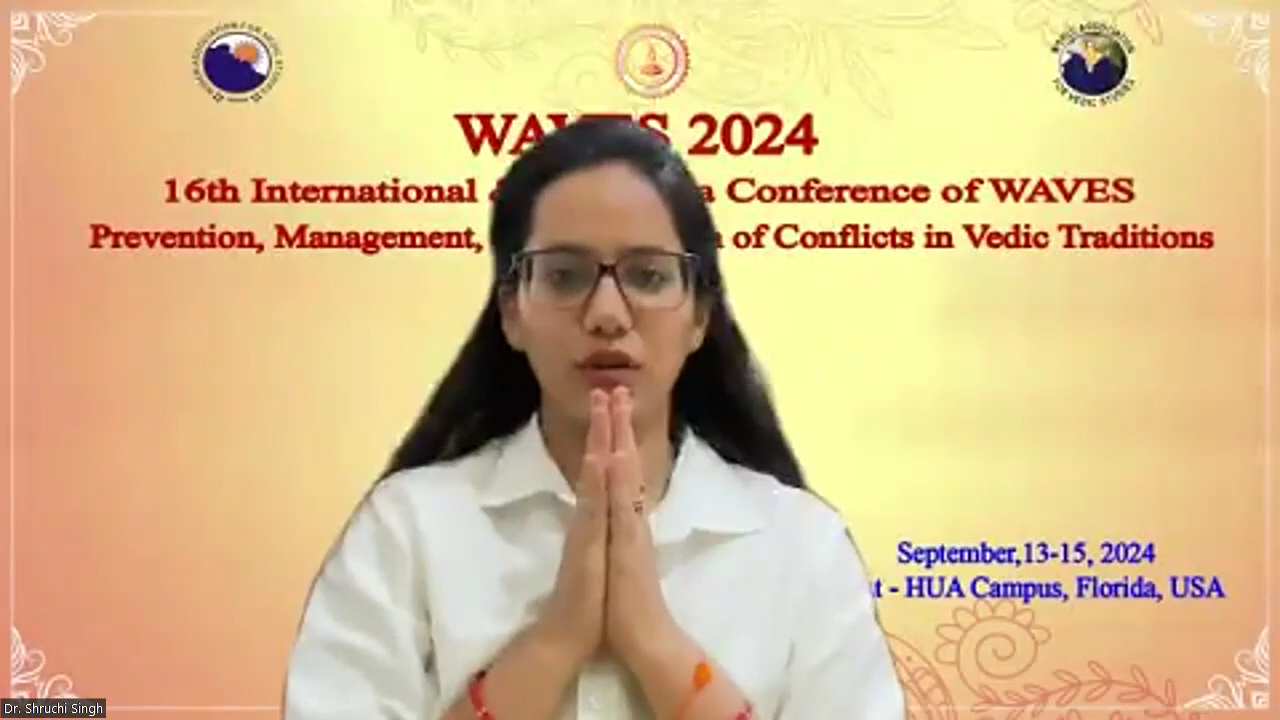 WAVES 2024
16th International & a Conference of WAVES
Prevention, Management, n of Conflicts in Vedic Traditions
September,13-15, 2024
t - HUA Campus, Florida, USA
Dr. Shruchi Singh